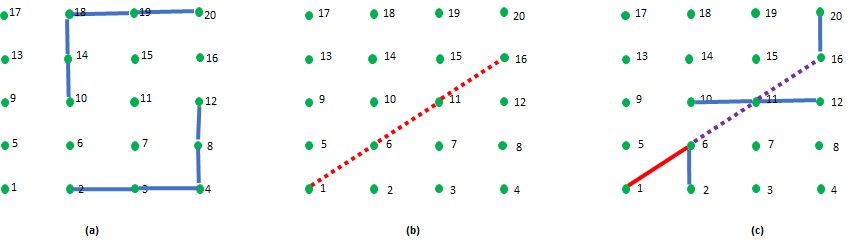 17 18 19 20 17 18 19 20 17 18 19 20
13 14 15 16 13 14 15 16 13 14 15 16
9 10 11 12 9 10 11 12 9 10 11 12
5 6 7 8 5 6 7 8 5 6 7 8
1 2 3 4 1 2 3 4 1 2 3 4
(a) (b) (c)